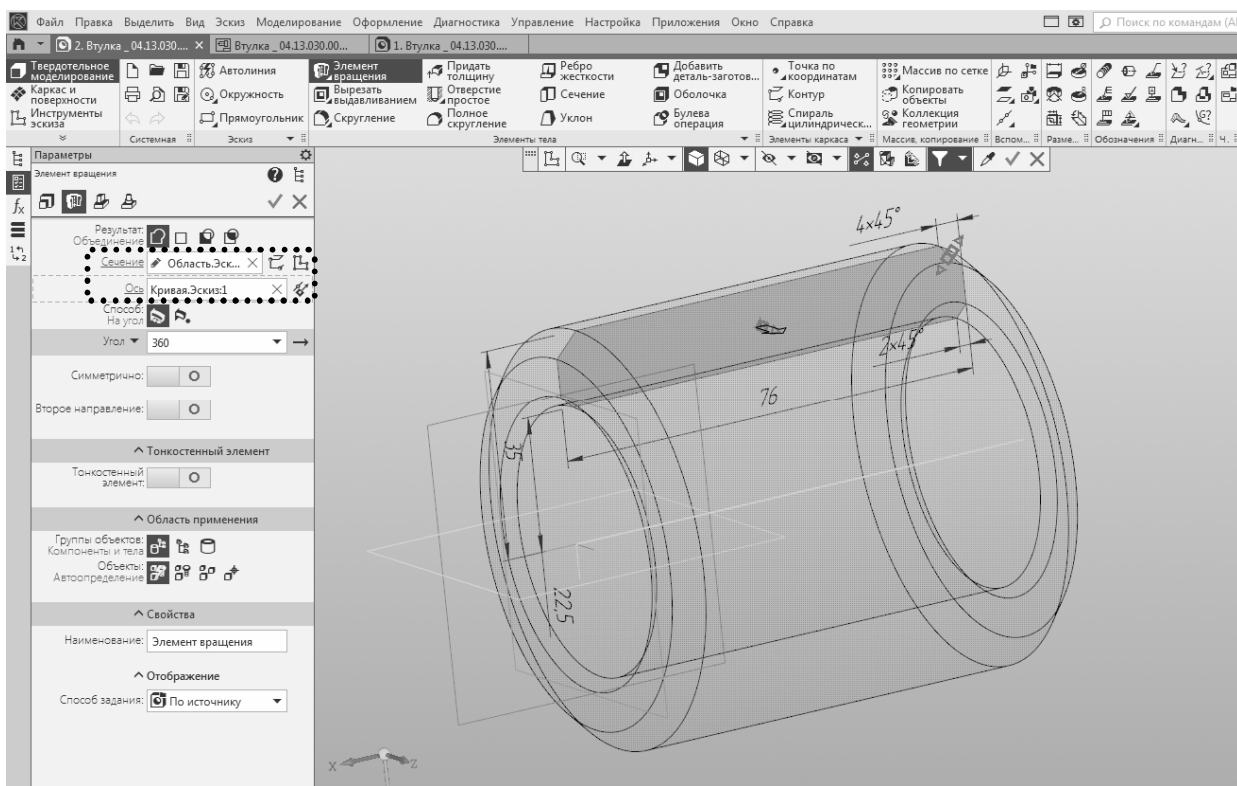 Файл Правка Выделить Вид Эскиз Моделирование Оформление Диагностика Управление Настройка Приложения Окно Справка
Поиск по командам (Al
2. Втулка _ 04.13.030.... × Втулка _ 04.13.030.00... 1. Втулка _ 04.13.030....
Твердотельное моделирование
Каркас и поверхности
Инструменты эскиза
Системная
Автолиния
Окружность
Прямоугольник
Эскиз
Элемент вращения
Вырезать выдавливанием
Скругление
Придать толщину
Отверстие простое
Полное скругление
Ребро жесткости
Сечение
Уклон
Добавить деталь-заготов...
Оболочка
Булева операция
Элементы тела
Точка по координатам
Контур
Спираль цилиндрическ...
Элементы каркаса
Массив по сетке
Копировать объекты
Коллекция геометрии
Массив, копирование
Вспом...
Разме...
Обозначения
Диагн...
Ч.
Параметры
Элемент вращения
Результат:
Объединение
Сечение Область.Эск...
Ось Кривая.Эскиз:1
Способ:
На угол
Угол 360
Симметрично:
Второе направление:
Тонкостенный элемент
Тонкостенный
элемент:
Область применения
Группы объектов:
Компоненты и тела
Объекты:
Автоопределение
Свойства
Наименование: Элемент вращения
Отображение
Способ задания: По источнику
4x45°
2x45°
76
35
22,5
X
Z